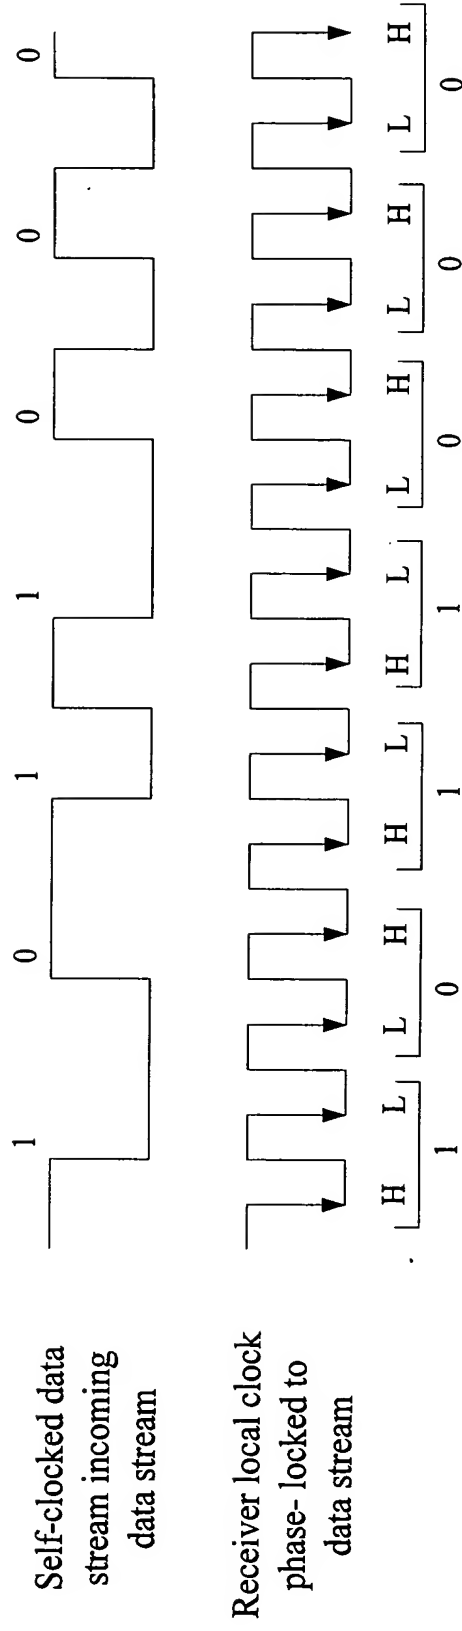 1 0 1 1 0 0 0
Self-clocked data
stream incoming
data stream
Receiver local clock
phase- locked to
data stream
H L L H H L H L L H L H L H
1 0 1 1 0 0 0